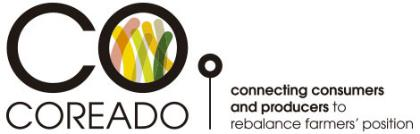 CO.
COREADO
connecting consumers
and producers to
rebalance farmers' position